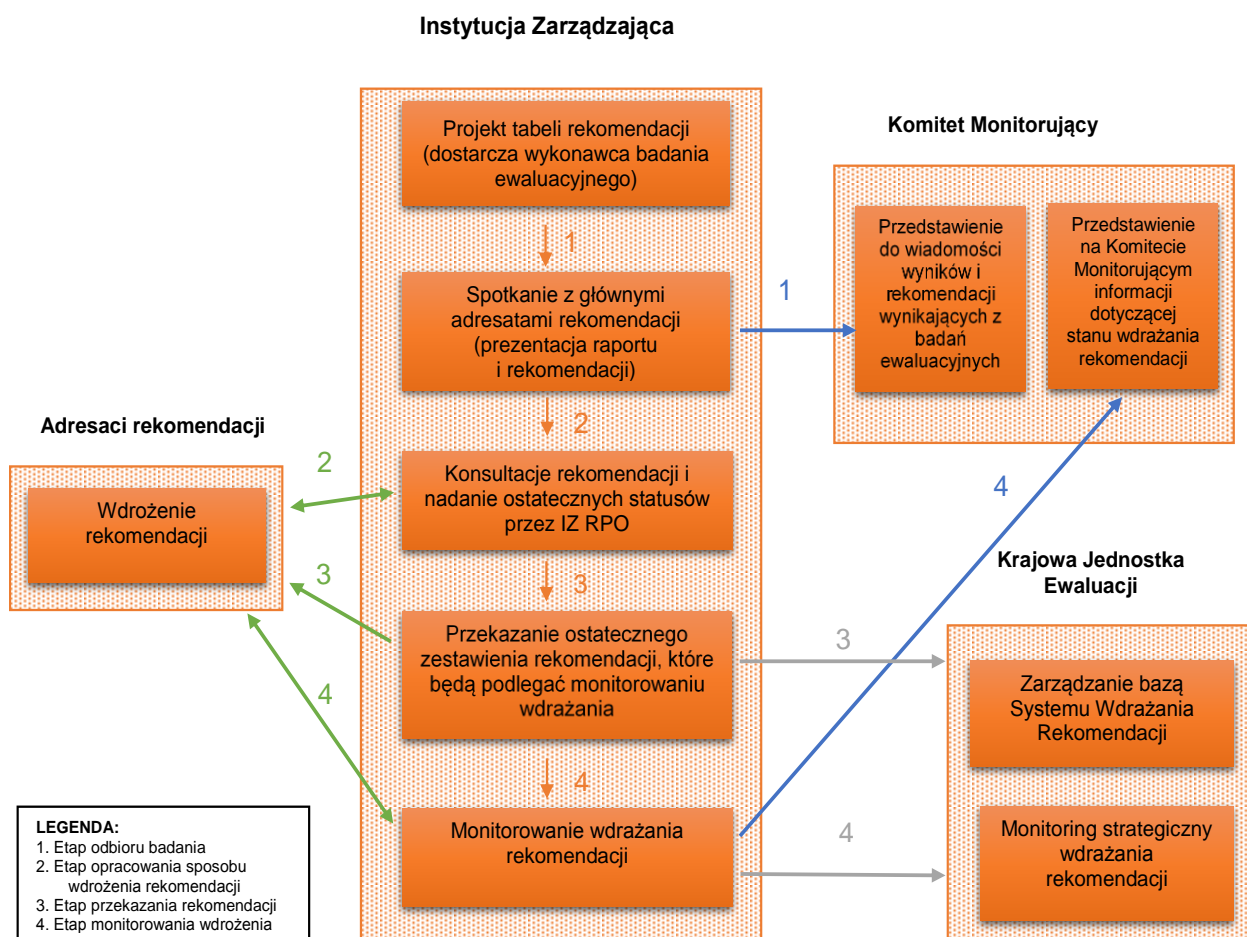 Instytucja Zarządzająca
Projekt tabeli rekomendacji
(dostarcza wykonawca badania
ewaluacyjnego)
1
Spotkanie z głównymi
adresatami rekomendacji
(prezentacja raportu
i rekomendacji)
2
Konsultacje rekomendacji i
nadanie ostatecznych statusów
przez IZ RPO
3
Przekazanie ostatecznego
zestawienia rekomendacji, które
będą podlegać monitorowaniu
wdrażania
4
Monitorowanie wdrażania
rekomendacji
Komitet Monitorujący
1
Przedstawienie
do wiadomości
wyników i
rekomendacji
wynikających z
badań
ewaluacyjnych
Przedstawienie
na Komitecie
Monitorującym
informacji
dotyczącej
stanu wdrażania
rekomendacji
4
Adresaci rekomendacji
Wdrożenie
rekomendacji
2
3
4
Krajowa Jednostka
Ewaluacji
3
Zarządzanie bazą
Systemu Wdrażania
Rekomendacji
4
Monitoring strategiczny
wdrażania
rekomendacji
LEGENDA:
1. Etap odbioru badania
2. Etap opracowania sposobu
wdrożenia rekomendacji
3. Etap przekazania rekomendacji
4. Etap monitorowania wdrożenia